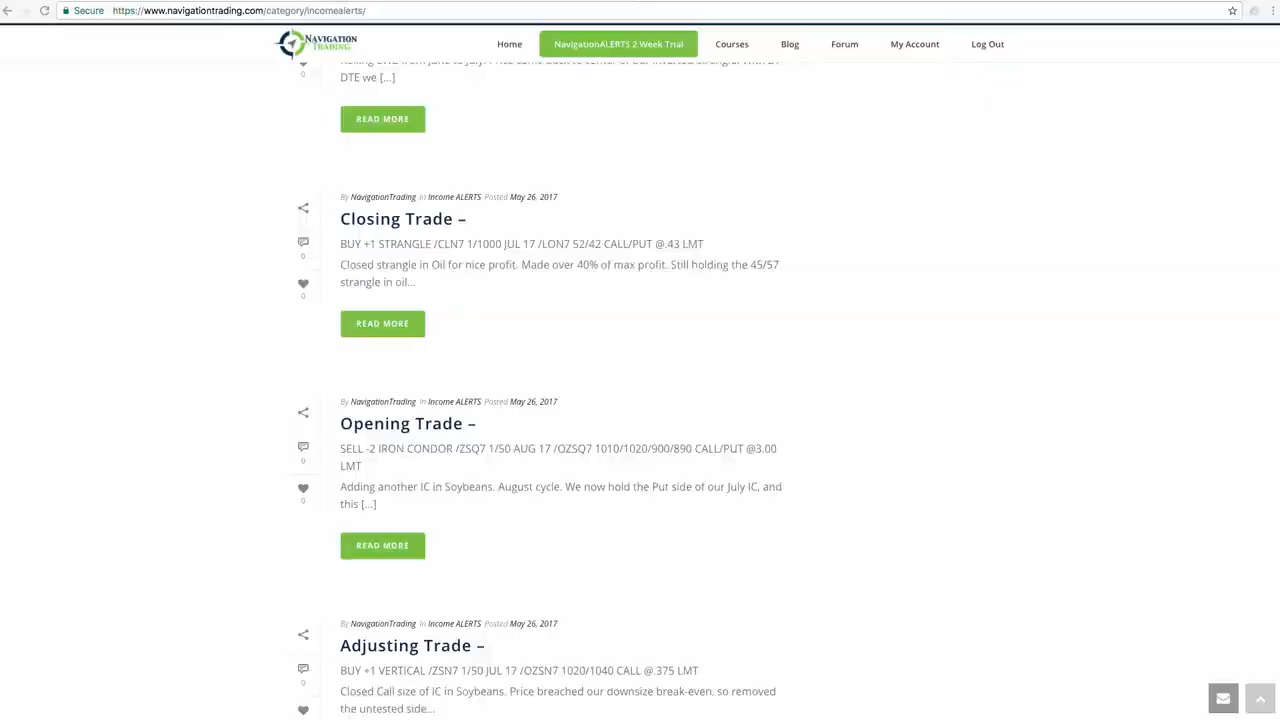 Secure https://www.navigationtrading.com/category/incomealerts/
NAVIGATION
TRADING
Home
NavigationALERTS 2 Week Trial
Courses
Blog
Forum
My Account
Log Out
0
DTE we [...]
READ MORE
By NavigationTrading In Income ALERTS Posted May 26, 2017
Closing Trade –
BUY +1 STRANGLE /CLN7 1/1000 JUL 17 /LON7 52/42 CALL/PUT @.43 LMT
0
Closed strangle in Oil for nice profit. Made over 40% of max profit. Still holding the 45/57
strangle in oil...
0
READ MORE
By NavigationTrading In Income ALERTS Posted May 26, 2017
Opening Trade –
SELL -2 IRON CONDOR /ZSQ7 1/50 AUG 17 /OZSQ7 1010/1020/900/890 CALL/PUT @3.00
LMT
0
Adding another IC in Soybeans. August cycle. We now hold the Put side of our July IC, and
this [...]
0
READ MORE
By NavigationTrading In Income ALERTS Posted May 26, 2017
Adjusting Trade –
BUY +1 VERTICAL /ZSN7 1/50 JUL 17 /OZSN7 1020/1040 CALL @.375 LMT
0
Closed Call size of IC in Soybeans. Price breached our downsize break-even, so removed
the untested side...